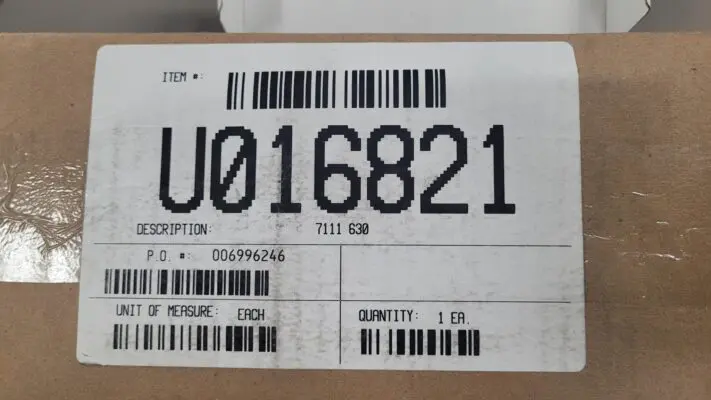 ITEM #:
U016821
DESCRIPTION: 7111 630
P.O. #: 006996246
UNIT OF MEASURE: EACH
QUANTITY: 1 EA.